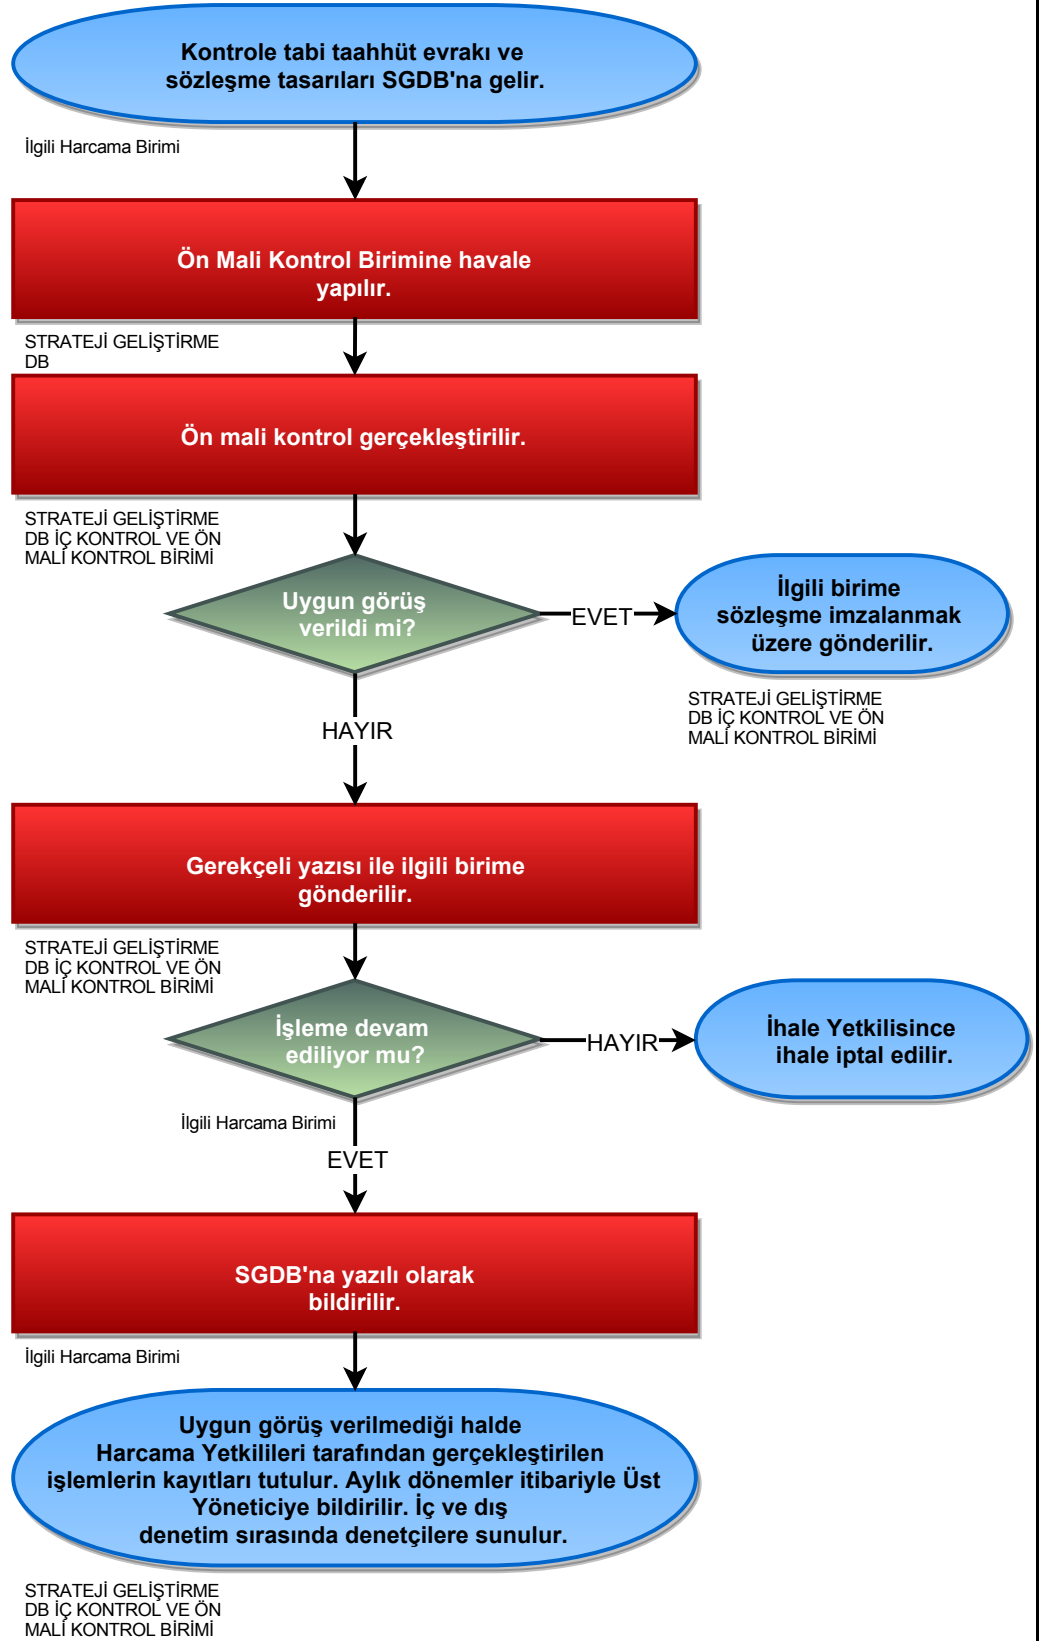 Kontrole tabi taahhüt evrakı ve
sözleşme tasarıları SGDB'na gelir.
İlgili Harcama Birimi
Ön Mali Kontrol Birimine havale
yapılır.
STRATEJİ GELİŞTİRME
DB
Ön mali kontrol gerçekleştirilir.
STRATEJİ GELİŞTİRME
DB İÇ KONTROL VE ÖN
MALİ KONTROL BİRİMİ
Uygun görüş
verildi mi?
EVET
İlgili birime
sözleşme imzalanmak
üzere gönderilir.
STRATEJİ GELİŞTİRME
DB İÇ KONTROL VE ÖN
MALİ KONTROL BİRİMİ
HAYIR
Gerekçeli yazısı ile ilgili birime
gönderilir.
STRATEJİ GELİŞTİRME
DB İÇ KONTROL VE ÖN
MALİ KONTROL BİRİMİ
İşleme devam
ediliyor mu?
HAYIR
İhale Yetkilisince
ihale iptal edilir.
İlgili Harcama Birimi
EVET
SGDB'na yazılı olarak
bildirilir.
İlgili Harcama Birimi
Uygun görüş verilmediği halde
Harcama Yetkilileri tarafından gerçekleştirilen
işlemlerin kayıtları tutulur. Aylık dönemler itibariyle Üst
Yöneticiye bildirilir. İç ve dış
denetim sırasında denetçilere sunulur.
STRATEJİ GELİŞTİRME
DB İÇ KONTROL VE ÖN
MALİ KONTROL BİRİMİ